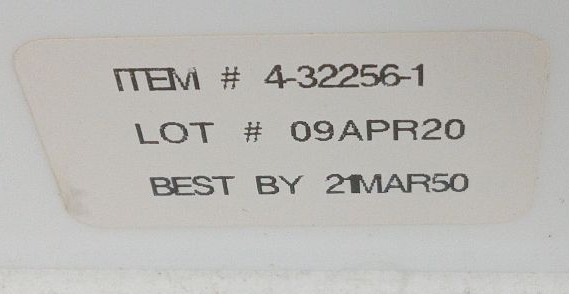 ITEM # 4-32256-1
LOT # 09APR20
BEST BY 21MAR50